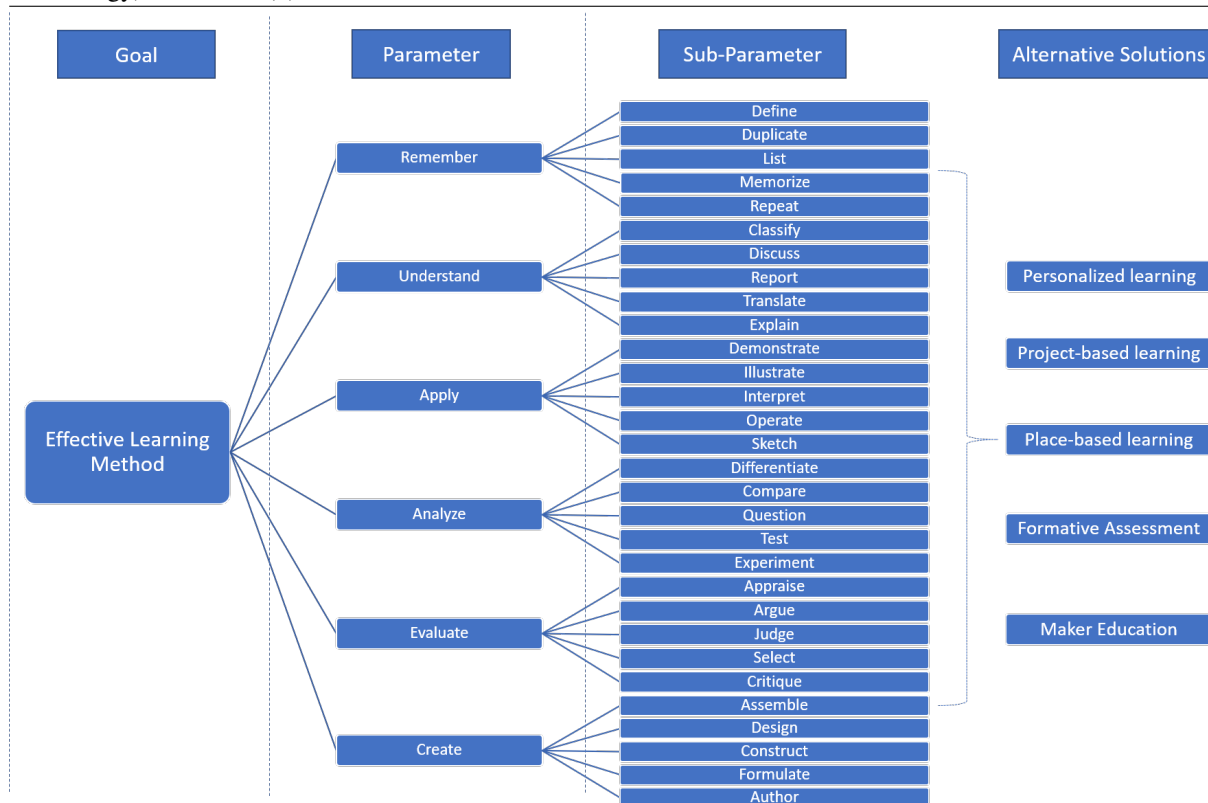 Goal
Parameter
Sub-Parameter
Alternative Solutions
Effective Learning
Method
Remember
Understand
Apply
Analyze
Evaluate
Create
Define
Duplicate
List
Memorize
Repeat
Classify
Discuss
Report
Translate
Explain
Demonstrate
Illustrate
Interpret
Operate
Sketch
Differentiate
Compare
Question
Test
Experiment
Appraise
Argue
Judge
Select
Critique
Assemble
Design
Construct
Formulate
Author
Personalized learning
Project-based learning
Place-based learning
Formative Assessment
Maker Education